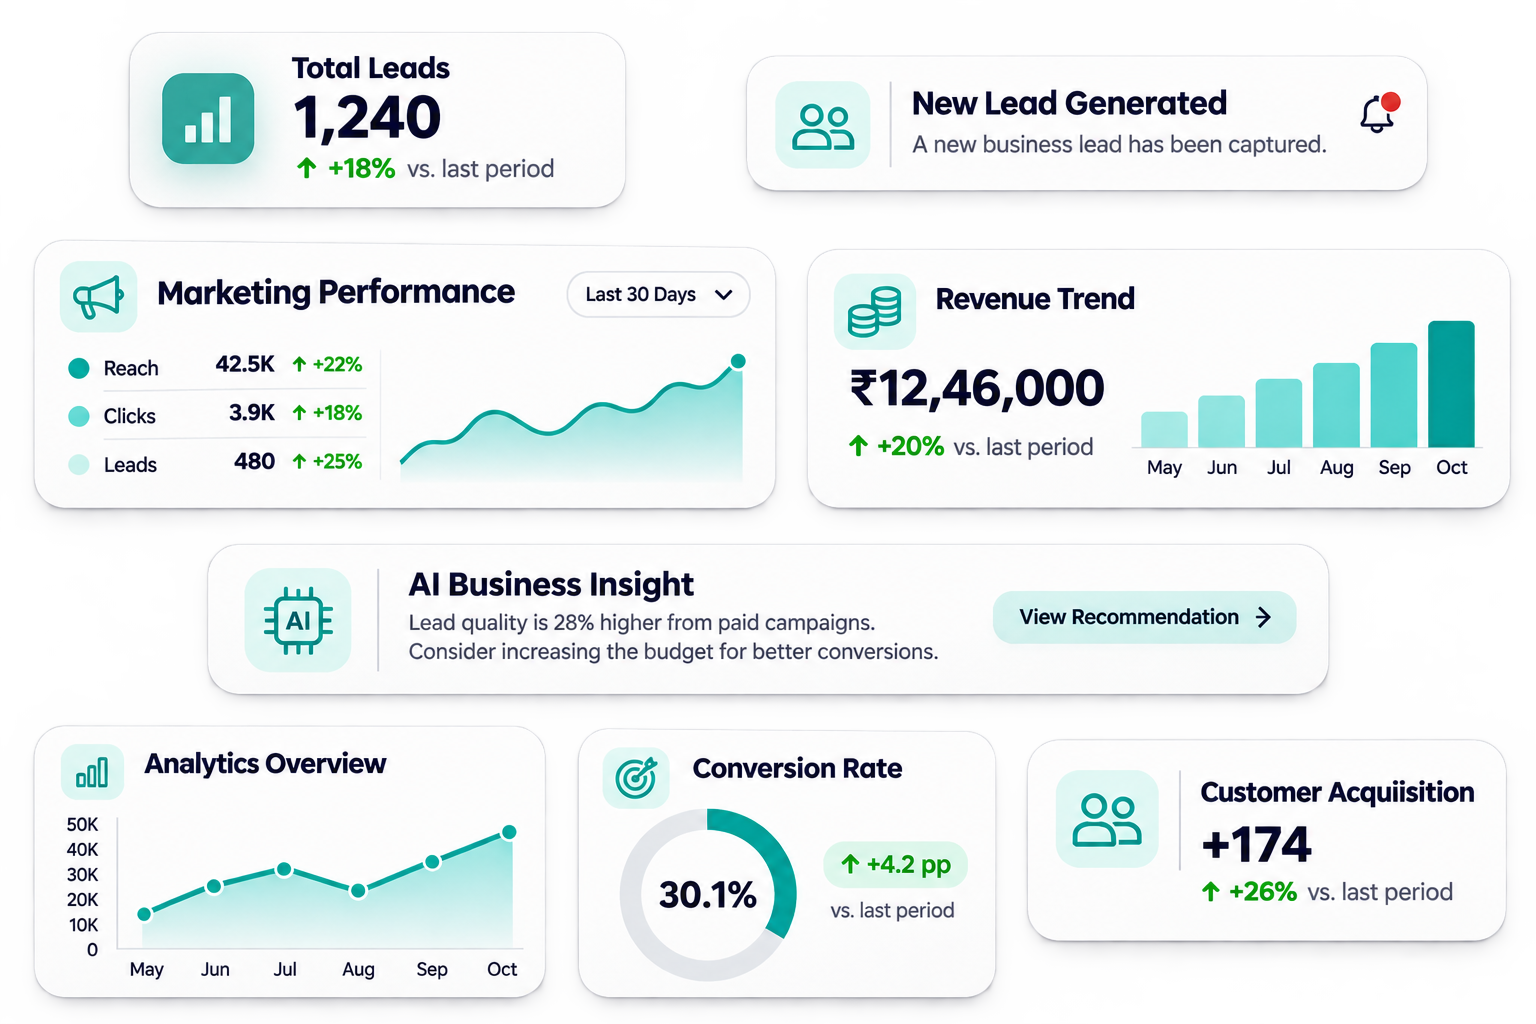 Total Leads
1,240
↑ +18% vs. last period
New Lead Generated
A new business lead has been captured.
Marketing Performance
Last 30 Days
Reach 42.5K ↑ +22%
Clicks 3.9K ↑ +18%
Leads 480 ↑ +25%
Revenue Trend
₹12,46,000
↑ +20% vs. last period
May Jun Jul Aug Sep Oct
AI
AI Business Insight
Lead quality is 28% higher from paid campaigns.
Consider increasing the budget for better conversions.
View Recommendation →
Analytics Overview
50K
40K
30K
20K
10K
0
May Jun Jul Aug Sep Oct
Conversion Rate
30.1%
↑ +4.2 pp
vs. last period
Customer Acquiisition
+174
↑ +26% vs. last period